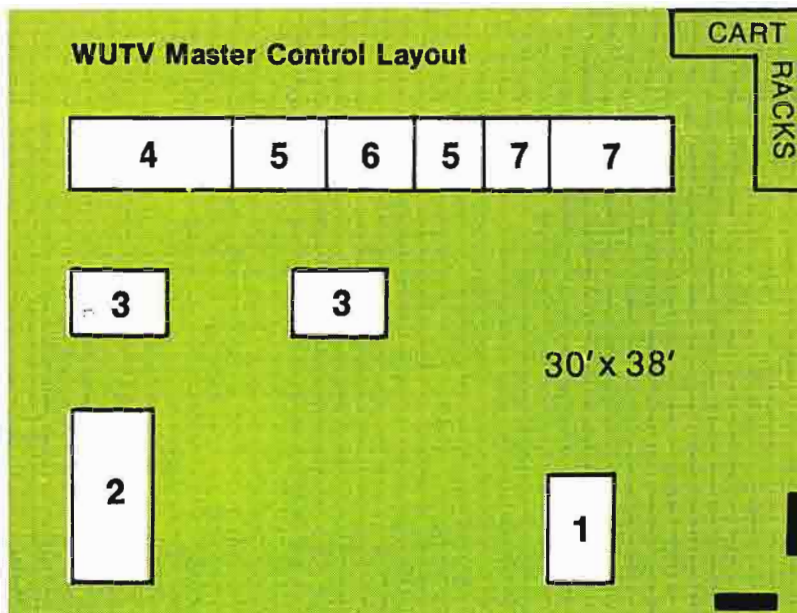 CART
WUTV Master Control Layout
RACKS
4 5 6 5 7 7
3 3
30' x 38'
2
1